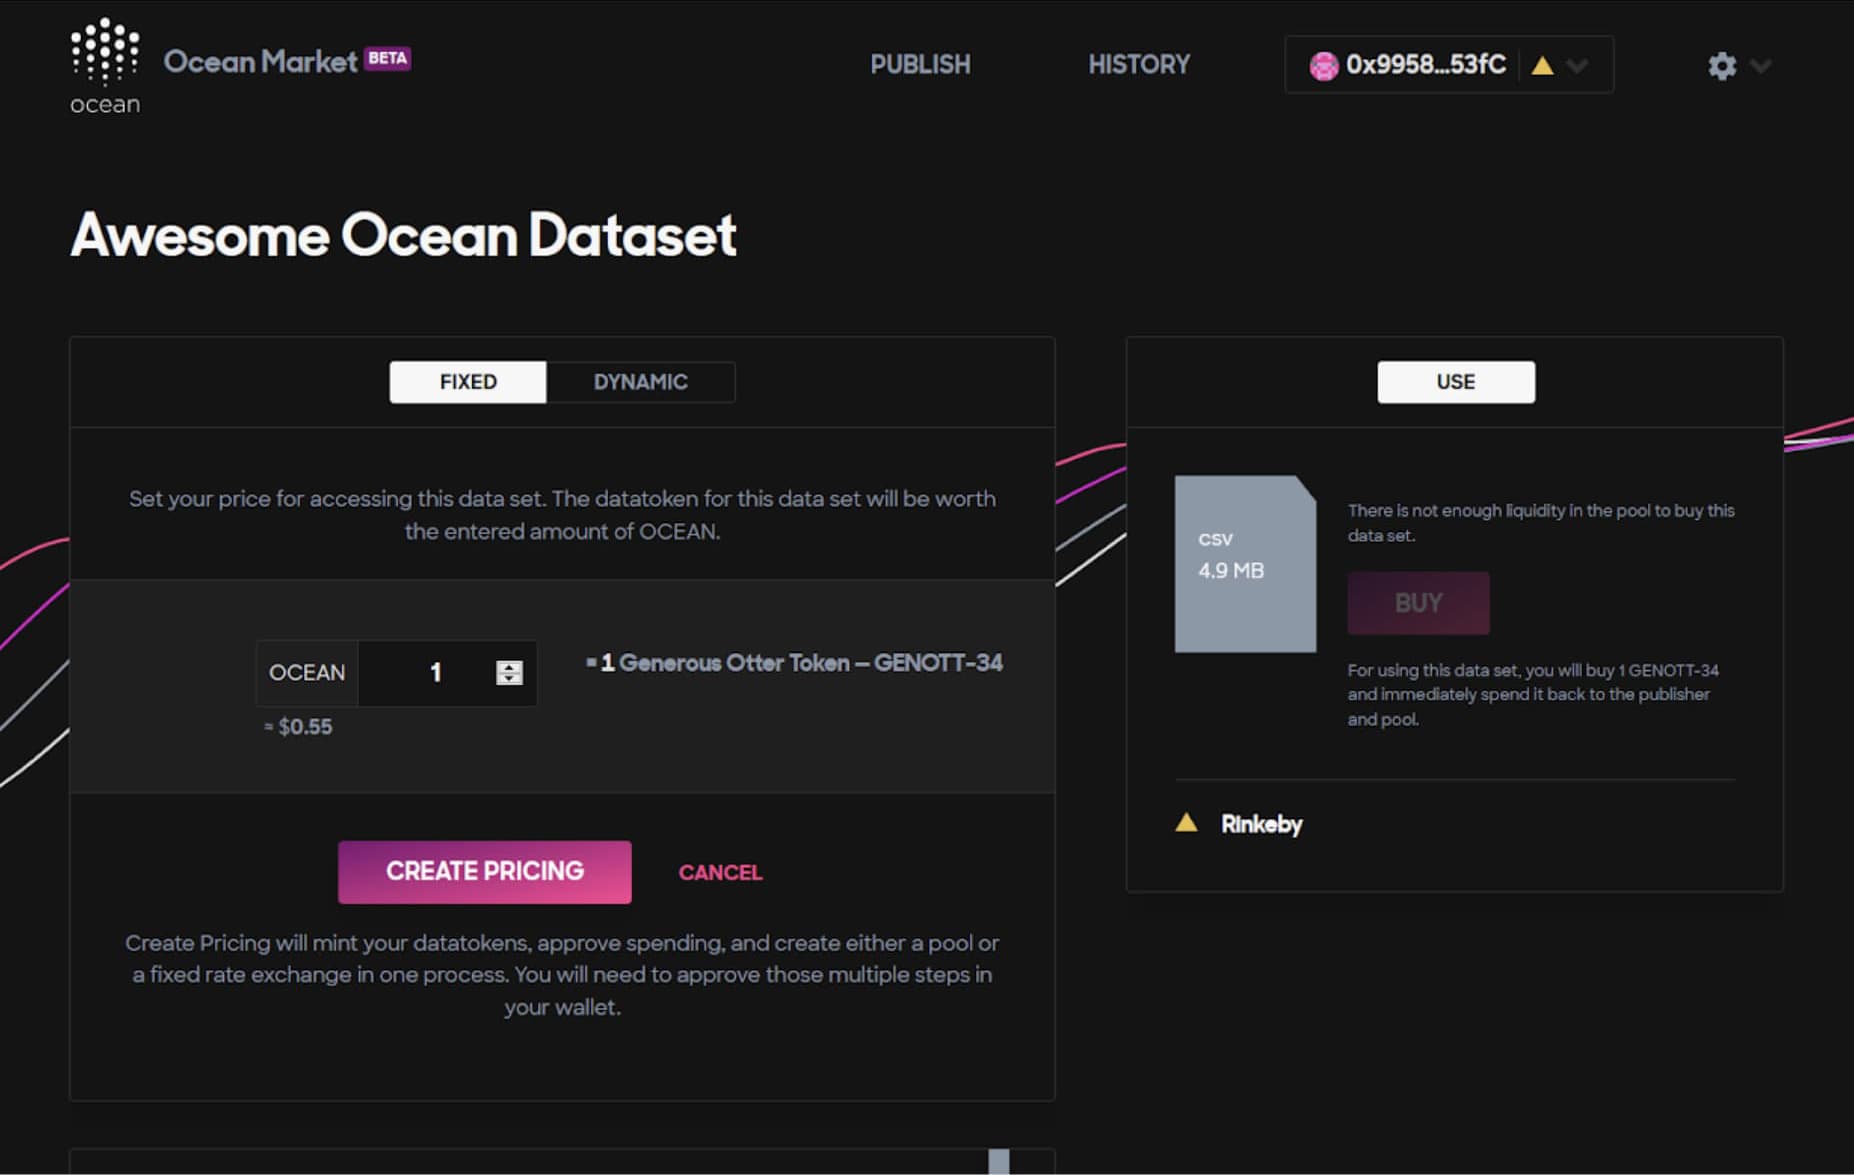 ocean
Ocean Market BETA
PUBLISH
HISTORY
0x9958...53fC
Awesome Ocean Dataset
FIXED
DYNAMIC
Set your price for accessing this data set. The datatoken for this data set will be worth
the entered amount of OCEAN.
OCEAN 1
= 1 Generous Otter Token — GENOTT-34
≈ $0.55
CREATE PRICING
CANCEL
Create Pricing will mint your datatokens, approve spending, and create either a pool or
a fixed rate exchange in one process. You will need to approve those multiple steps in
your wallet.
USE
CSV
4.9 MB
There is not enough liquidity in the pool to buy this
data set.
BUY
For using this data set, you will buy 1 GENOTT-34
and immediately spend it back to the publisher
and pool.
Rinkeby